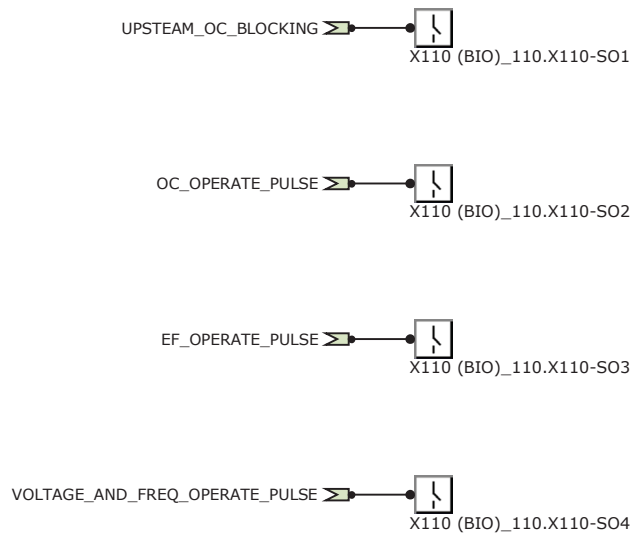 UPSTEAM_OC_BLOCKING
X110 (BIO)_110.X110-SO1
OC_OPERATE_PULSE
X110 (BIO)_110.X110-SO2
EF_OPERATE_PULSE
X110 (BIO)_110.X110-SO3
VOLTAGE_AND_FREQ_OPERATE_PULSE
X110 (BIO)_110.X110-SO4